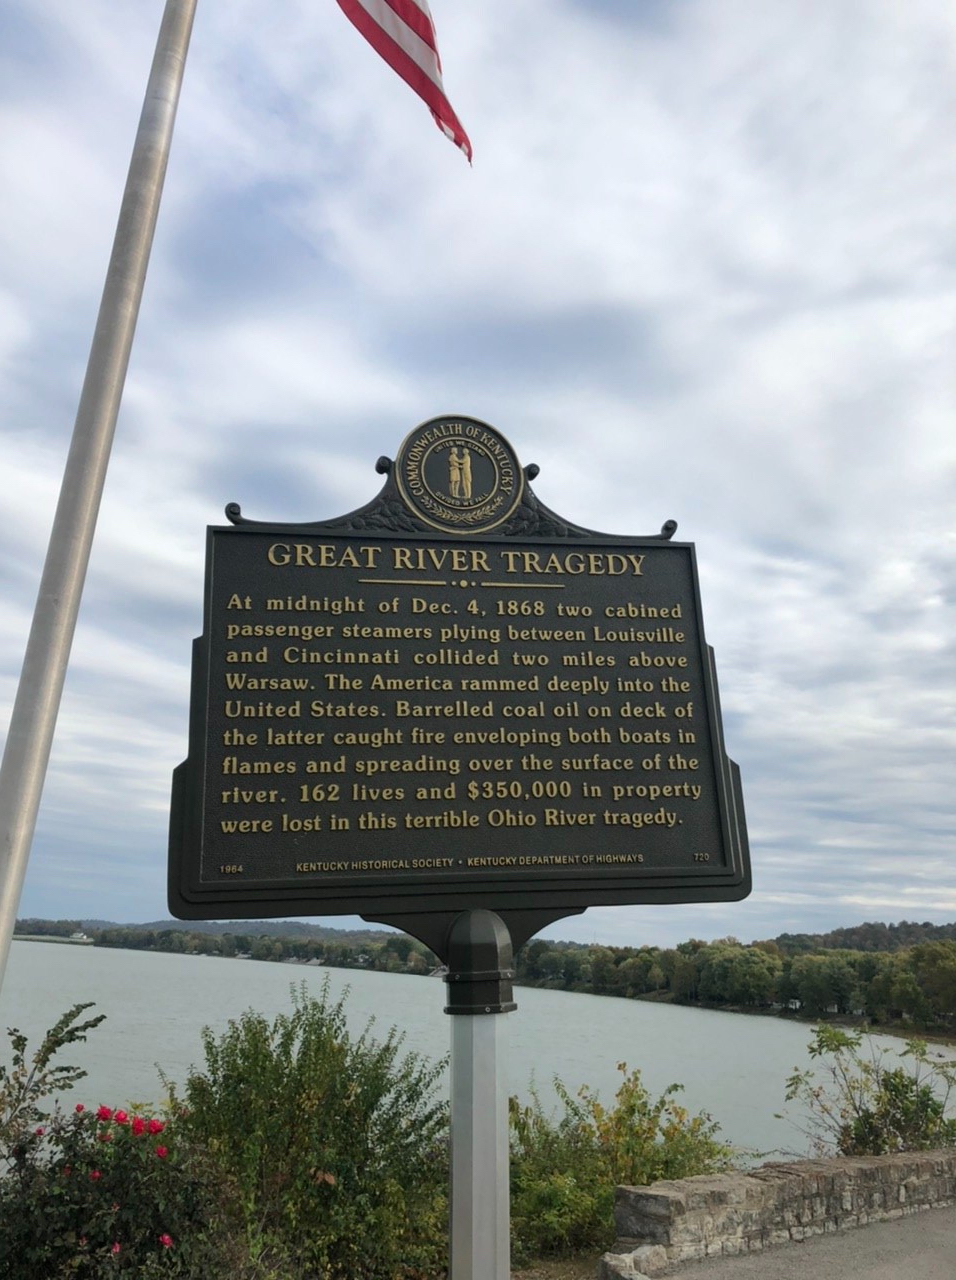 COMMONWEALTH OF KENTUCKY
UNITED WE STAND
DIVIDED WE FALL
GREAT RIVER TRAGEDY
At midnight of Dec. 4, 1868 two cabined
passenger steamers plying between Louisville
and Cincinnati collided two miles above
Warsaw. The America rammed deeply into the
United States. Barrelled coal oil on deck of
the latter caught fire enveloping both boats in
flames and spreading over the surface of the
river. 162 lives and $350,000 in property
were lost in this terrible Ohio River tragedy.
1964 KENTUCKY HISTORICAL SOCIETY • KENTUCKY DEPARTMENT OF HIGHWAYS 720